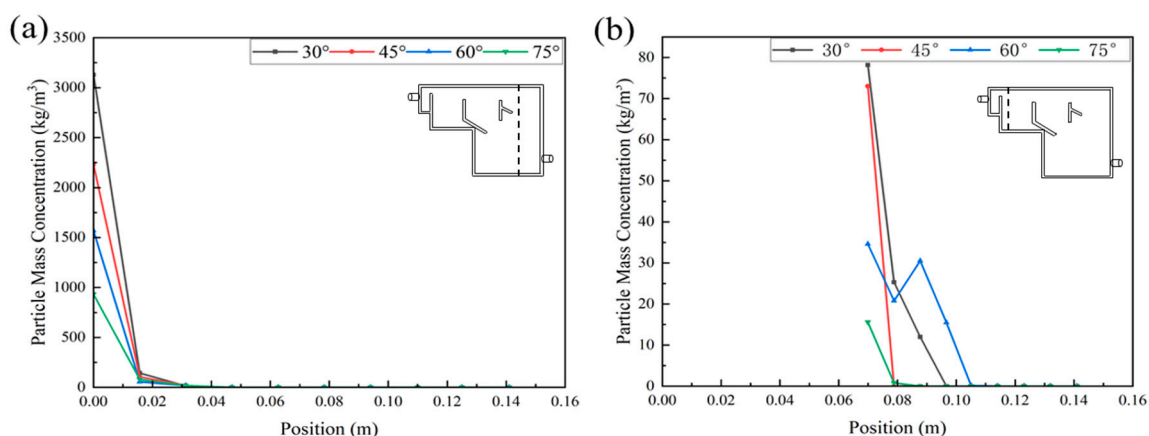 (a)
30° 45° 60° 75°
Particle Mass Concentration (kg/m³)
3500
3000
2500
2000
1500
1000
500
0
0.00 0.02 0.04 0.06 0.08 0.10 0.12 0.14 0.16
Position (m)
(b)
30° 45° 60° 75°
Particle Mass Concentration (kg/m³)
80
70
60
50
40
30
20
10
0
0.00 0.02 0.04 0.06 0.08 0.10 0.12 0.14 0.16
Position (m)